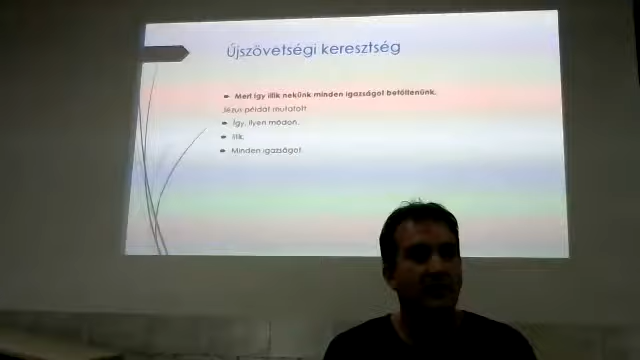 Újszövetségi keresztség
Mert így illik nekünk minden igazságot betöltenünk.
Jézus példát mutatott.
Így, ilyen módon.
Illik.
Minden igazságot.